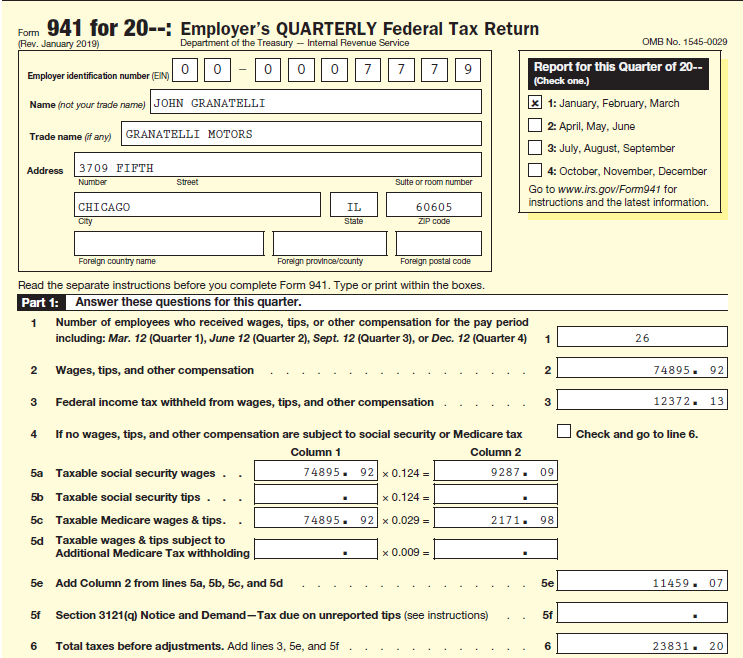 Form 941 for 20--: Employer's QUARTERLY Federal Tax Return
(Rev. January 2019) Department of the Treasury — Internal Revenue Service OMB No. 1545-0029
Employer identification number (EIN) 0 0 – 0 0 0 7 7 7 9
Name (not your trade name) JOHN GRANATELLI
Trade name (if any) GRANATELLI MOTORS
Address 3709 FIFTH
Number Street Suite or room number
CHICAGO IL 60605
City State ZIP code
Foreign country name Foreign province/county Foreign postal code
Report for this Quarter of 20--
(Check one.)
x 1: January, February, March
2: April, May, June
3: July, August, September
4: October, November, December
Go to www.irs.gov/Form941 for
instructions and the latest information.
Read the separate instructions before you complete Form 941. Type or print within the boxes.
Part 1: Answer these questions for this quarter.
1 Number of employees who received wages, tips, or other compensation for the pay period
including: Mar. 12 (Quarter 1), June 12 (Quarter 2), Sept. 12 (Quarter 3), or Dec. 12 (Quarter 4) 1 26
2 Wages, tips, and other compensation . . . . . . . . . . . . . . . . . 2 74895. 92
3 Federal income tax withheld from wages, tips, and other compensation . . . . . . 3 12372. 13
4 If no wages, tips, and other compensation are subject to social security or Medicare tax Check and go to line 6.
Column 1 Column 2
5a Taxable social security wages . . 74895. 92 × 0.124 = 9287. 09
5b Taxable social security tips . . . . × 0.124 = .
5c Taxable Medicare wages & tips. . 74895. 92 × 0.029 = 2171. 98
5d Taxable wages & tips subject to
Additional Medicare Tax withholding . × 0.009 = .
5e Add Column 2 from lines 5a, 5b, 5c, and 5d . . . . . . . . . . . . . . 5e 11459. 07
5f Section 3121(q) Notice and Demand—Tax due on unreported tips (see instructions) . . 5f .
6 Total taxes before adjustments. Add lines 3, 5e, and 5f . . . . . . . . . . . . 6 23831. 20